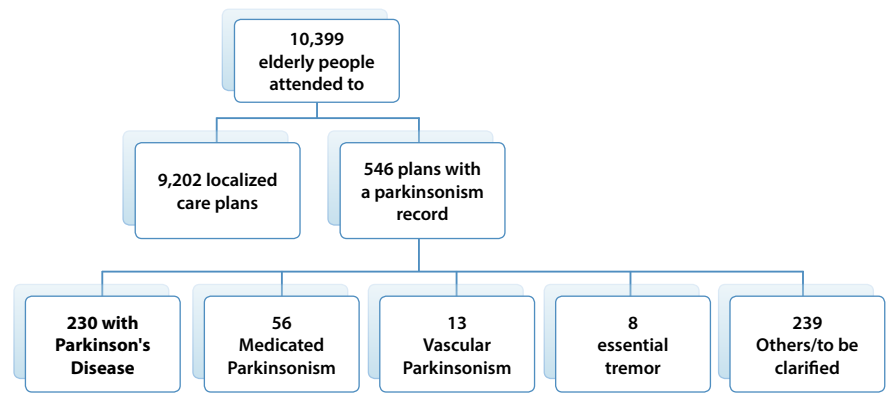 10,399
elderly people
attended to
9,202 localized
care plans
546 plans with
a parkinsonism
record
230 with
Parkinson's
Disease
56
Medicated
Parkinsonism
13
Vascular
Parkinsonism
8
essential
tremor
239
Others/to be
clarified